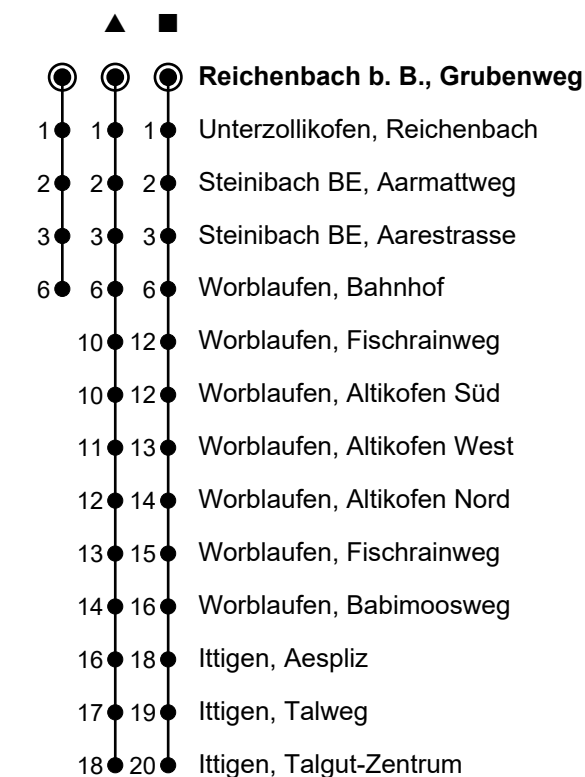 ▲ ■
Reichenbach b. B., Grubenweg
1 1 1 Unterzollikofen, Reichenbach
2 2 2 Steinibach BE, Aarmattweg
3 3 3 Steinibach BE, Aarestrasse
6 6 6 Worblaufen, Bahnhof
10 12 Worblaufen, Fischrainweg
10 12 Worblaufen, Altikofen Süd
11 13 Worblaufen, Altikofen West
12 14 Worblaufen, Altikofen Nord
13 15 Worblaufen, Fischrainweg
14 16 Worblaufen, Babimoosweg
16 18 Ittigen, Aespliz
17 19 Ittigen, Talweg
18 20 Ittigen, Talgut-Zentrum